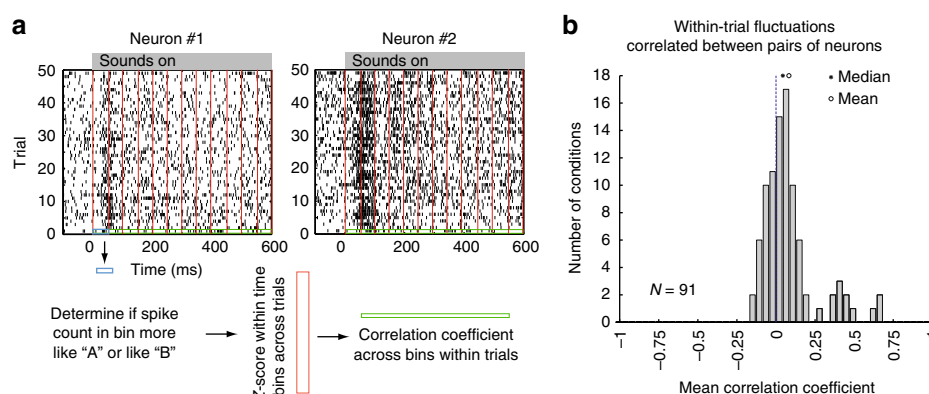 a
Neuron #1
Sounds on
50
40
30
20
10
0
Trial
0 200 400 600
Time (ms)
Neuron #2
Sounds on
50
40
30
20
10
0
0 200 400 600
Determine if spike
count in bin more
like “A” or like “B”
Z-score within time
bins across trials
Correlation coefficient
across bins within trials
b
Within-trial fluctuations
correlated between pairs of neurons
Median
Mean
18
16
14
12
10
8
6
4
2
0
Number of conditions
N = 91
–1
–0.75
–0.5
–0.25
0
0.25
0.5
0.75
Mean correlation coefficient